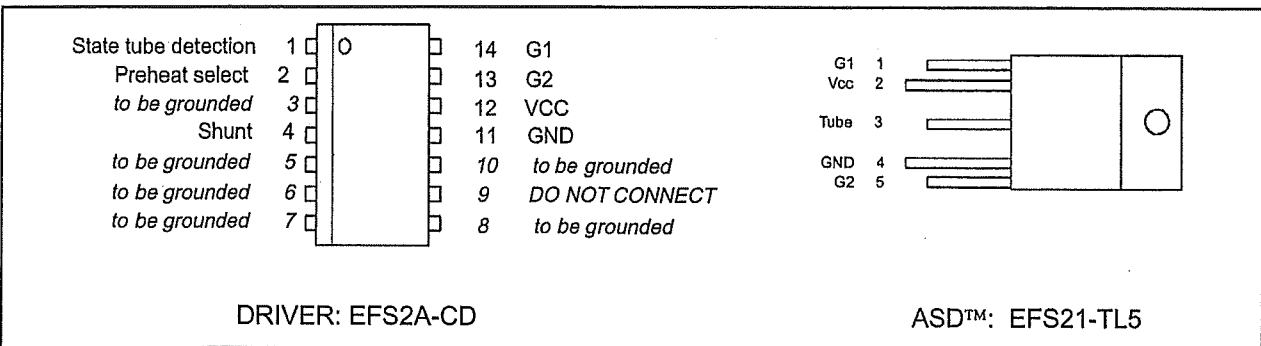 State tube detection 1 14 G1
Preheat select 2 13 G2
to be grounded 3 12 VCC
Shunt 4 11 GND
to be grounded 5 10 to be grounded
to be grounded 6 9 DO NOT CONNECT
to be grounded 7 8 to be grounded
DRIVER: EFS2A-CD
G1 1
Vcc 2
Tube 3
GND 4
G2 5
ASD™: EFS21-TL5